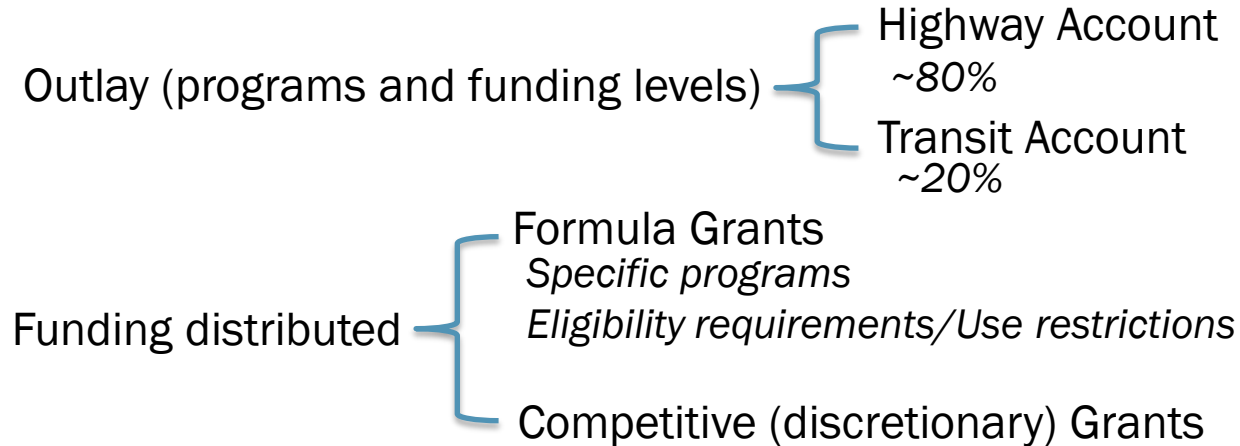 Highway Account
~80%
Outlay (programs and funding levels)
Transit Account
~20%
Formula Grants
Specific programs
Eligibility requirements/Use restrictions
Funding distributed
Competitive (discretionary) Grants